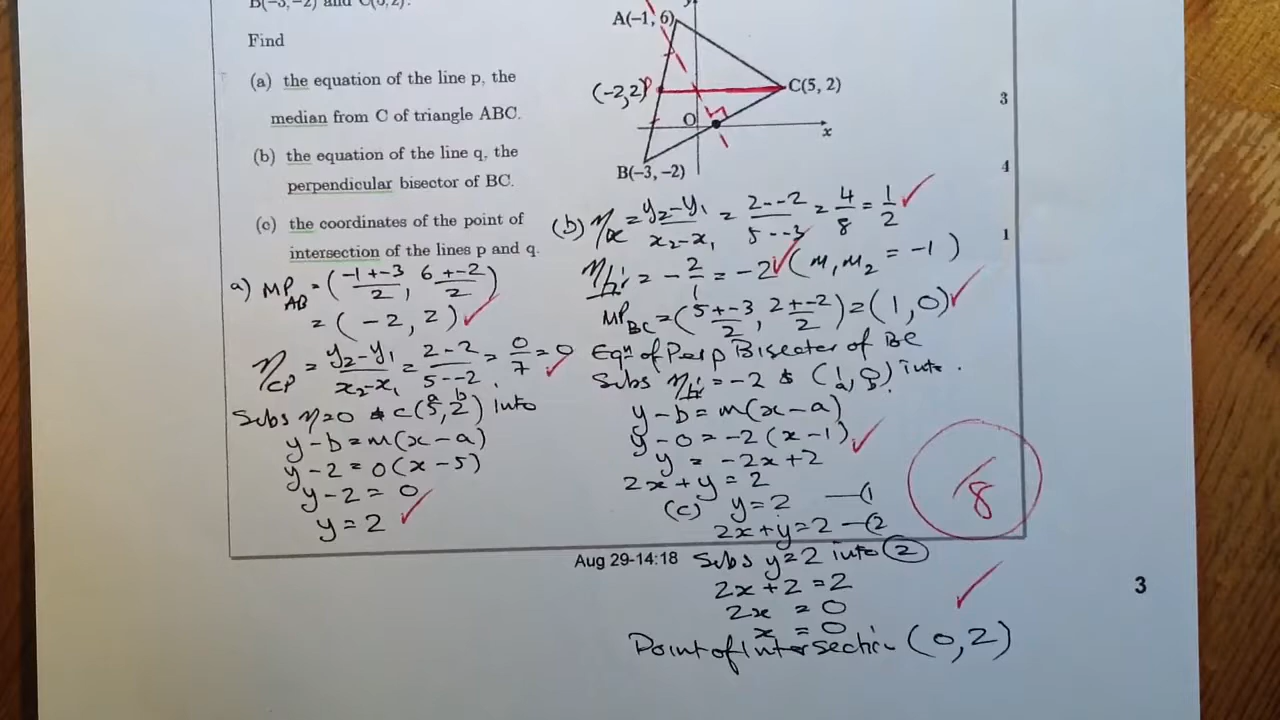 B(−3,−2) and C(5,2).
Find
(a) the equation of the line p, the
median from C of triangle ABC.
(b) the equation of the line q, the
perpendicular bisector of BC.
(c) the coordinates of the point of
intersection of the lines p and q.
y
A(−1, 6)
(−2,2) P
C(5, 2)
O
x
B(−3, −2)
3
4
1
a) MP_AB = (−1+−3/2, 6+−2/2)
= (−2, 2) ✓
m_CP = y₂−y₁/x₂−x₁ = 2−2/5−−2 = 0/7 = 0 ✓
Subs m=0 & C(5, 2) into
a b
y−b=m(x−a)
y−2=0(x−5)
y−2=0
y=2 ✓
(b) = y₂−y₁/x₂−x₁ = 2−−2/5−−3 = 4/8 = 1/2 ✓
= −2/1 = −2 ✓ (m₁m₂ = −1)
MP_BC = (5+−3/2, 2+−2/2) = (1,0) ✓
Eqⁿ of Perp Bisector of BC
Subs = −2 & (1, 0) into.
a b
y−b=m(x−a)
y−0=−2(x−1) ✓
y = −2x+2
2x+y=2
(c) y=2 —(1
2x+y=2 —(2
Subs y=2 into (2)
2x+2=2
2x = 0
x = 0 ✓
Point of Intersection (0,2)
/8
Aug 29-14:18
3